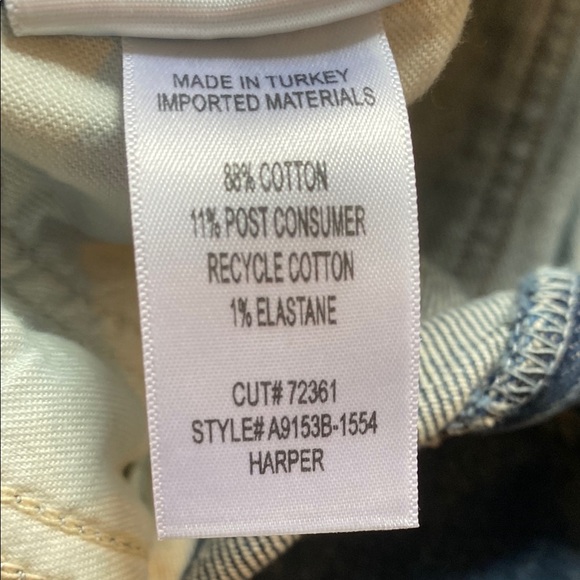 MADE IN TURKEY
IMPORTED MATERIALS
88% COTTON
11% POST CONSUMER
RECYCLE COTTON
1% ELASTANE
CUT# 72361
STYLE# A9153B-1554
HARPER